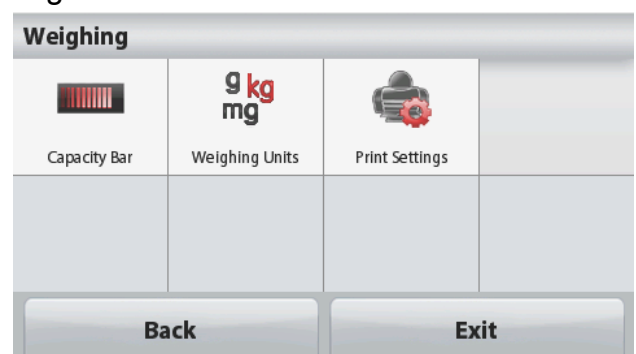 Weighing
g kg
mg
Capacity Bar
Weighing Units
Print Settings
Back
Exit